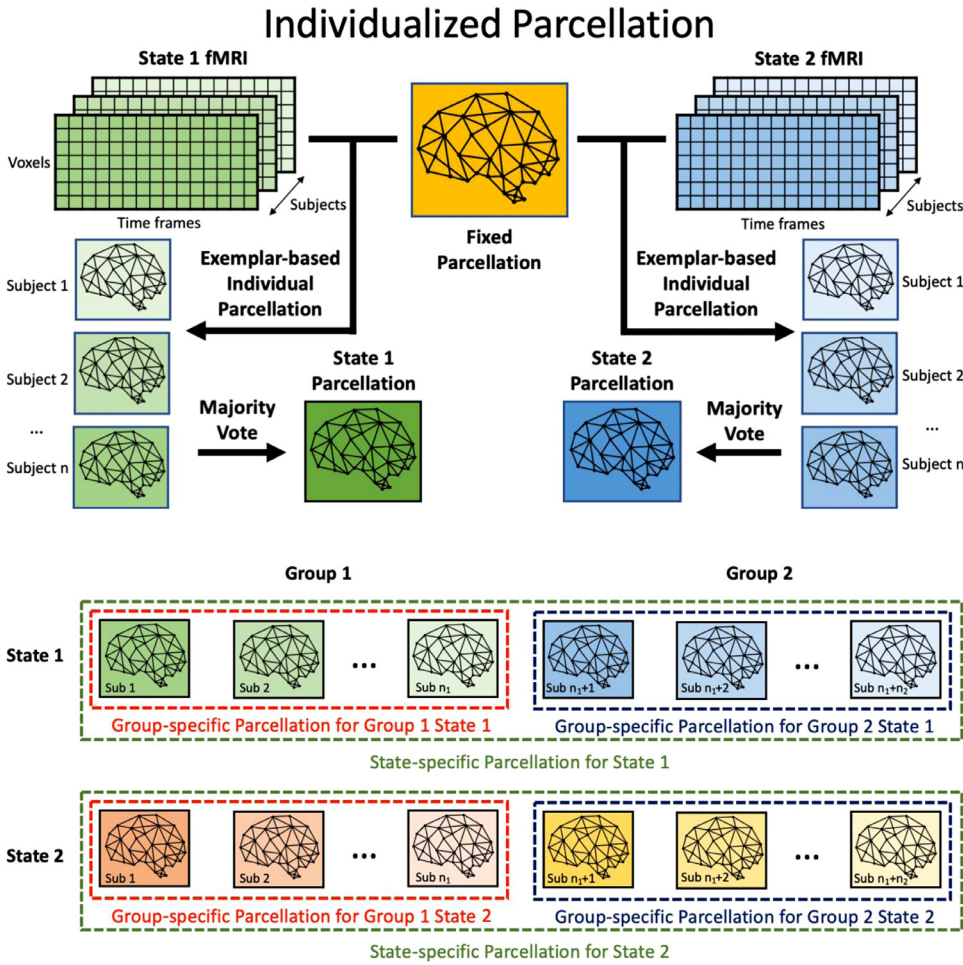 Individualized Parcellation
State 1 fMRI
State 2 fMRI
Voxels
Time frames
Subjects
Fixed
Parcellation
Time frames
Subjects
Subject 1
Exemplar-based
Individual
Parcellation
Exemplar-based
Individual
Parcellation
Subject 1
Subject 2
State 1
Parcellation
State 2
Parcellation
Subject 2
...
Majority
Vote
Majority
Vote
...
Subject n
Subject n
Group 1
Group 2
State 1
Sub 1
Sub 2
...
Sub n₁
Sub n₁+1
Sub n₁+2
...
Sub n₁+n₂
Group-specific Parcellation for Group 1 State 1
Group-specific Parcellation for Group 2 State 1
State-specific Parcellation for State 1
State 2
Sub 1
Sub 2
...
Sub n₁
Sub n₁+1
Sub n₁+2
...
Sub n₁+n₂
Group-specific Parcellation for Group 1 State 2
Group-specific Parcellation for Group 2 State 2
State-specific Parcellation for State 2